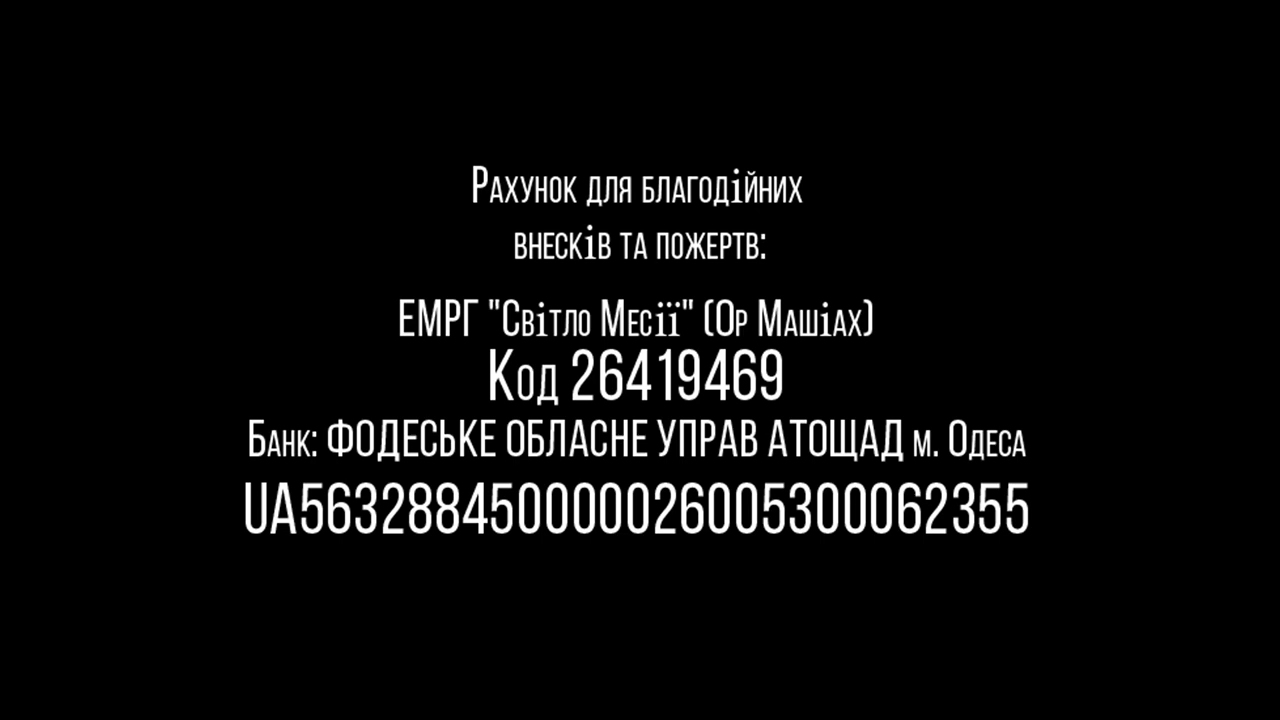 Рахунок для благодійних
внесків та пожертв:
ЕМРГ "Світло Месії" (Ор Машіах)
Код 26419469
Банк: ФОДЕСЬКЕ ОБЛАСНЕ УПРАВ АТОЩАД м. Одеса
UA563288450000026005300062355